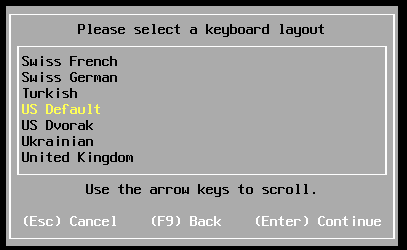 Please select a keyboard layout
Swiss French
Swiss German
Turkish
US Default
US Dvorak
Ukrainian
United Kingdom
Use the arrow keys to scroll.
(Esc) Cancel (F9) Back (Enter) Continue